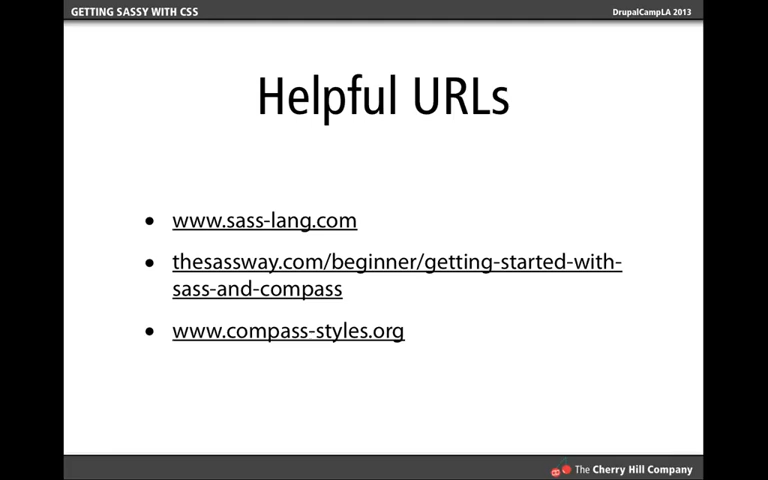 GETTING SASSY WITH CSS
DrupalCampLA 2013
Helpful URLs
• www.sass-lang.com
• thesassway.com/beginner/getting-started-with-
sass-and-compass
• www.compass-styles.org
The Cherry Hill Company